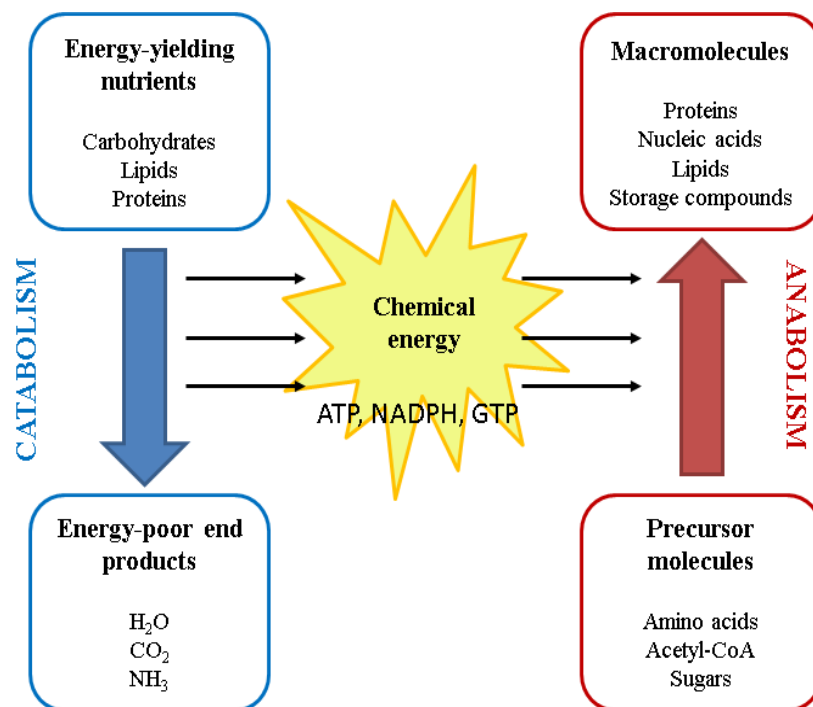 Energy-yielding
nutrients
Carbohydrates
Lipids
Proteins
CATABOLISM
Energy-poor end
products
H₂O
CO₂
NH₃
Chemical
energy
ATP, NADPH, GTP
Macromolecules
Proteins
Nucleic acids
Lipids
Storage compounds
ANABOLISM
Precursor
molecules
Amino acids
Acetyl-CoA
Sugars